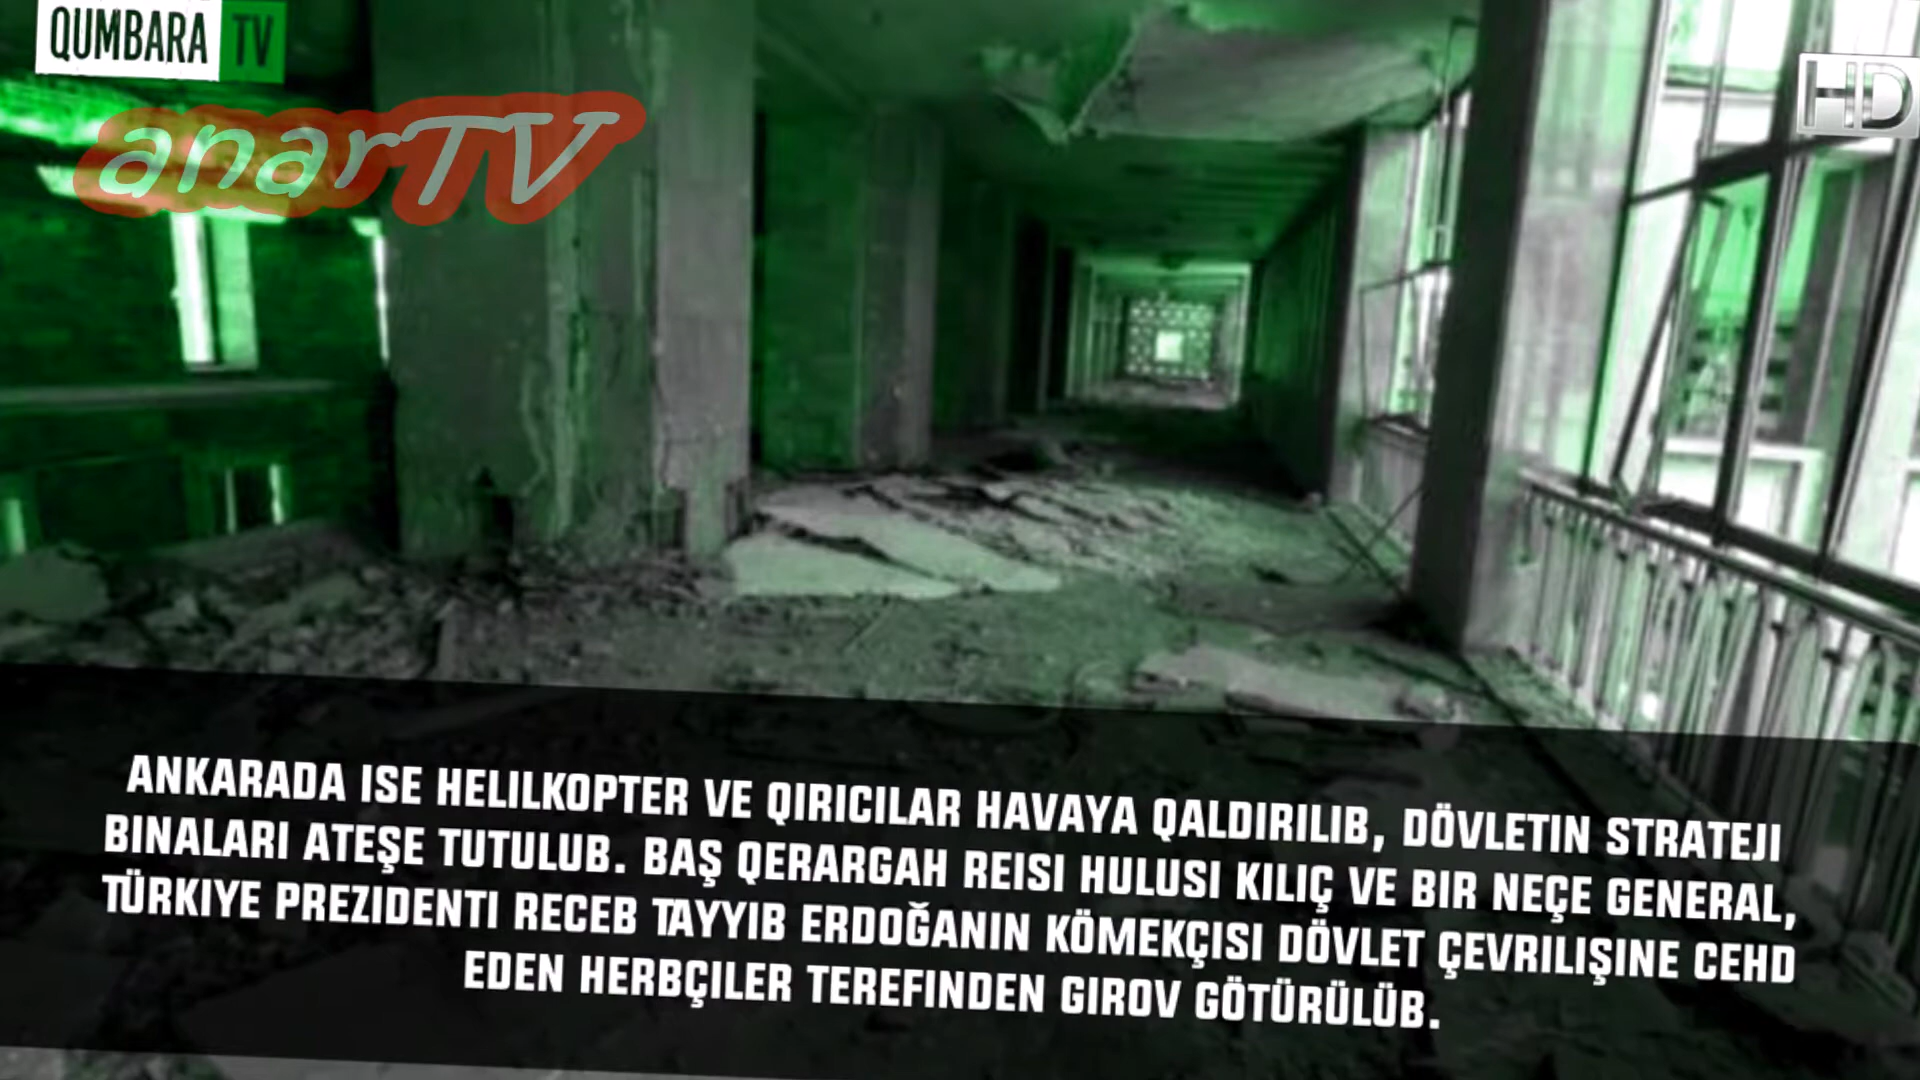 QUMBARA TV
anarTV
HD
ANKARADA ISE HELILKOPTER VE QIRICILAR HAVAYA QALDIRILIB, DÖVLETIN STRATEJI
BINALARI ATEŞE TUTULUB. BAŞ QERARGAH REISI HULUSI KILIÇ VE BIR NEÇE GENERAL,
TÜRKIYE PREZIDENTI RECEB TAYYIB ERDOĞANIN KÖMEKÇISI DÖVLET ÇEVRILIŞINE CEHD
EDEN HERBÇILER TEREFINDEN GIROV GÖTÜRÜLÜB.